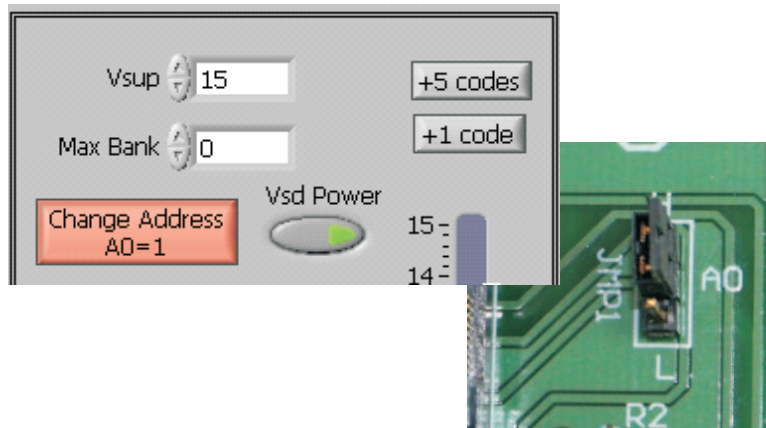 Vsup 15
+5 codes
Max Bank 0
+1 code
Change Address
A0=1
Vsd Power
15
14
H
JMP1
A0
L
R2